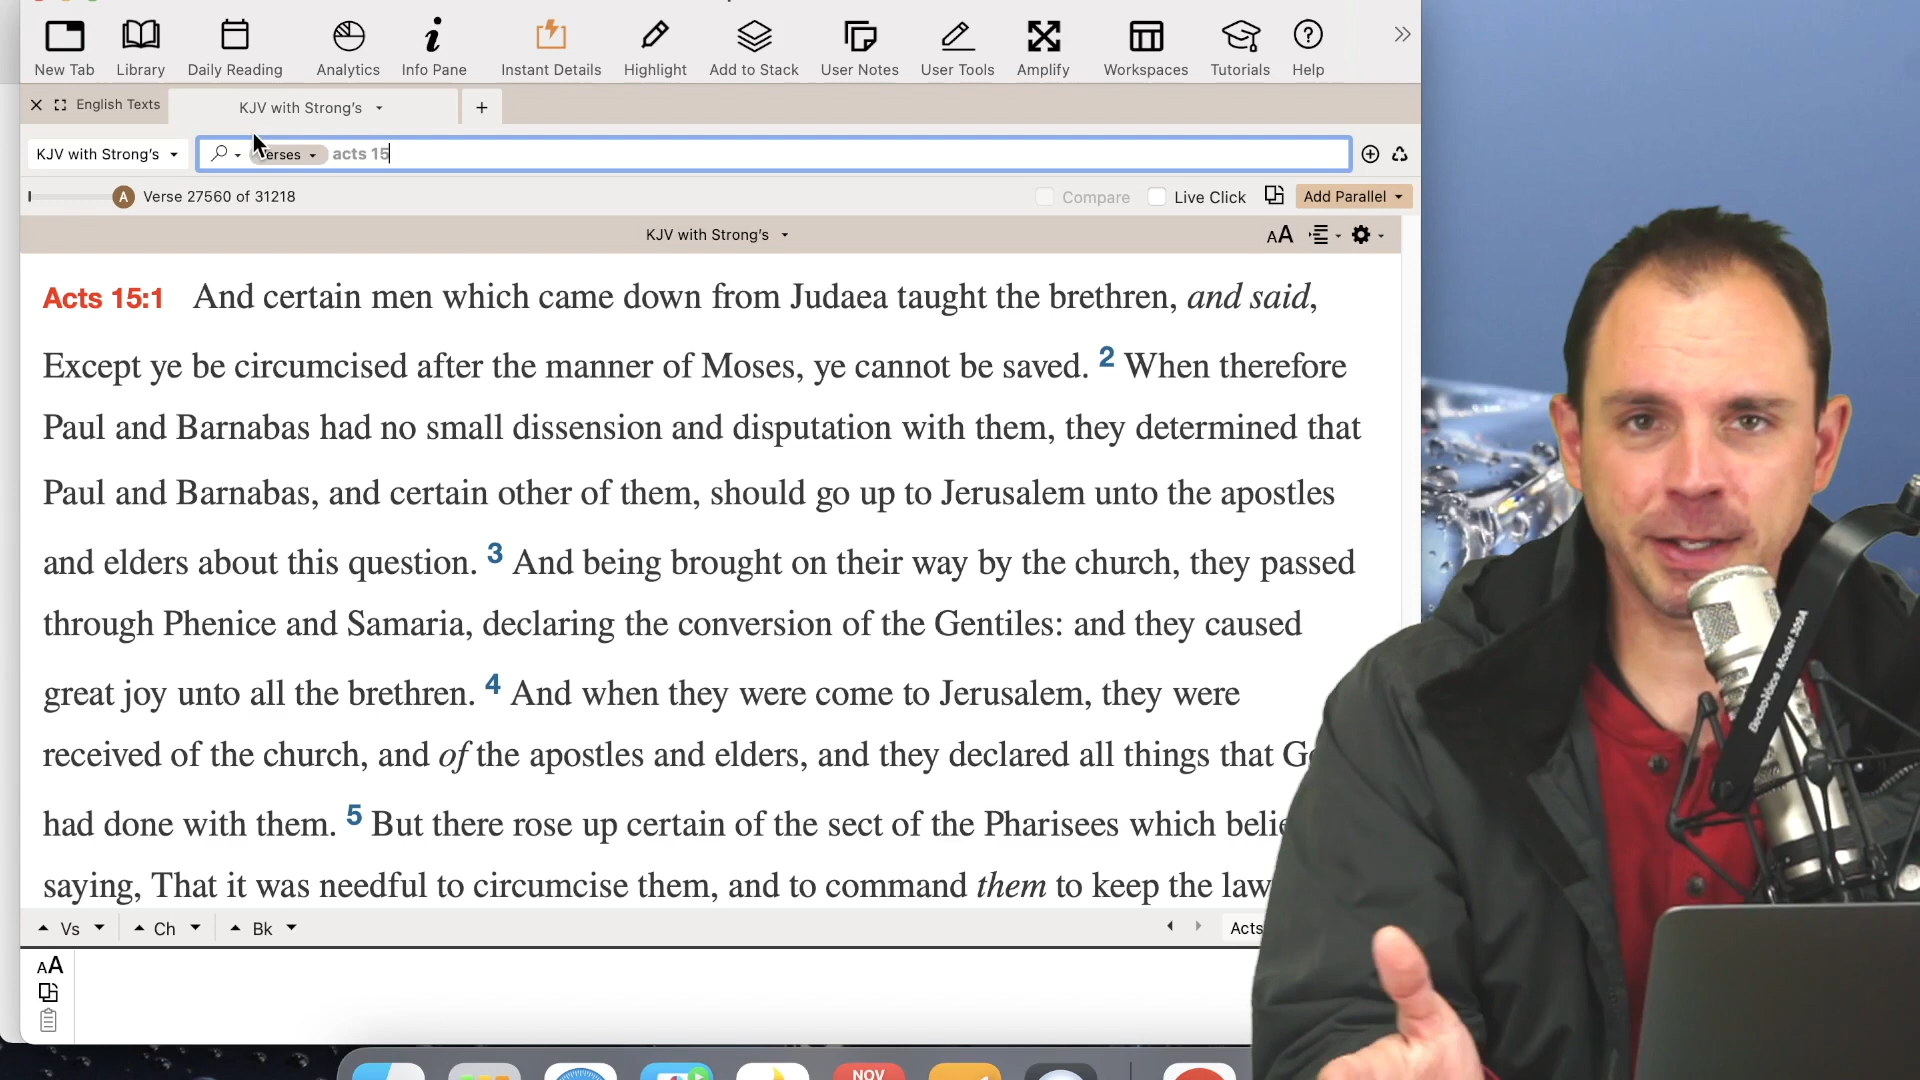 New Tab Library Daily Reading Analytics Info Pane Instant Details Highlight Add to Stack User Notes User Tools Amplify Workspaces Tutorials Help
English Texts KJV with Strong's
KJV with Strong's acts 15
A Verse 27560 of 31218 Compare Live Click Add Parallel
KJV with Strong's AA
Acts 15:1 And certain men which came down from Judaea taught the brethren, and said,
Except ye be circumcised after the manner of Moses, ye cannot be saved. 2 When therefore
Paul and Barnabas had no small dissension and disputation with them, they determined that
Paul and Barnabas, and certain other of them, should go up to Jerusalem unto the apostles
and elders about this question. 3 And being brought on their way by the church, they passed
through Phenice and Samaria, declaring the conversion of the Gentiles: and they caused
great joy unto all the brethren. 4 And when they were come to Jerusalem, they were
received of the church, and of the apostles and elders, and they declared all things that
had done with them. 5 But there rose up certain of the sect of the Pharisees which
saying, That it was needful to circumcise them, and to command them to keep the law
Vs Ch Bk Acts
AA
NOV
ElectroVoice Model 309A